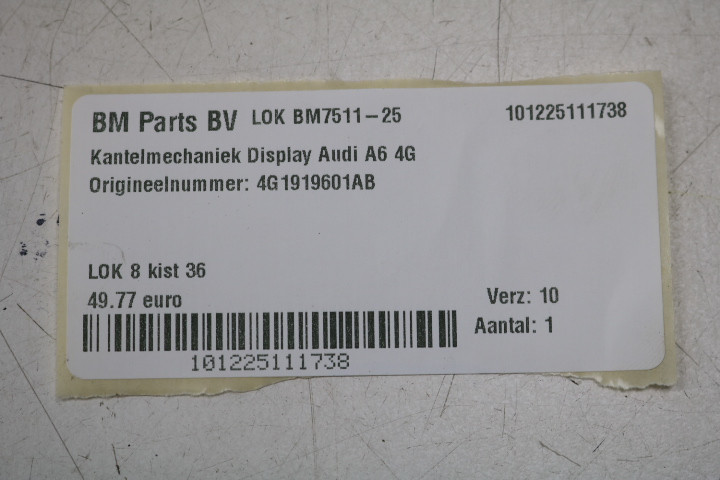 BM Parts BV LOK BM7511-25 101225111738
Kantelmechaniek Display Audi A6 4G
Origineelnummer: 4G1919601AB
LOK 8 kist 36
49.77 euro Verz: 10
Aantal: 1
101225111738